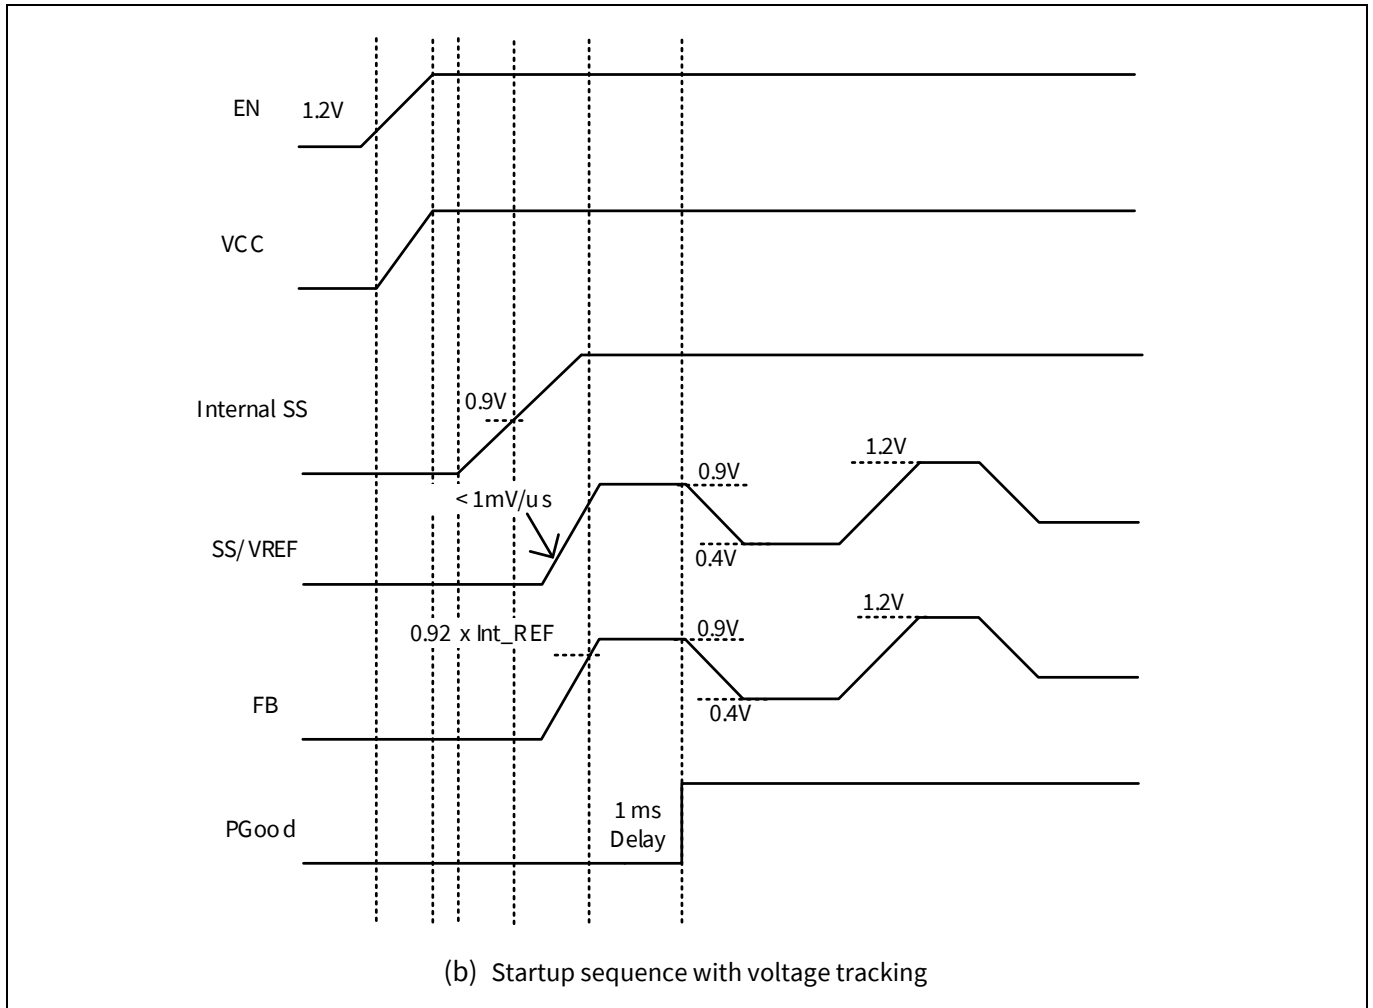 EN
1.2V
VCC
Internal SS
0.9V
< 1mV/us
SS/VREF
0.9V
0.4V
1.2V
0.92 x Int_REF
FB
0.9V
0.4V
1.2V
PGood
1 ms
Delay
(b) Startup sequence with voltage tracking